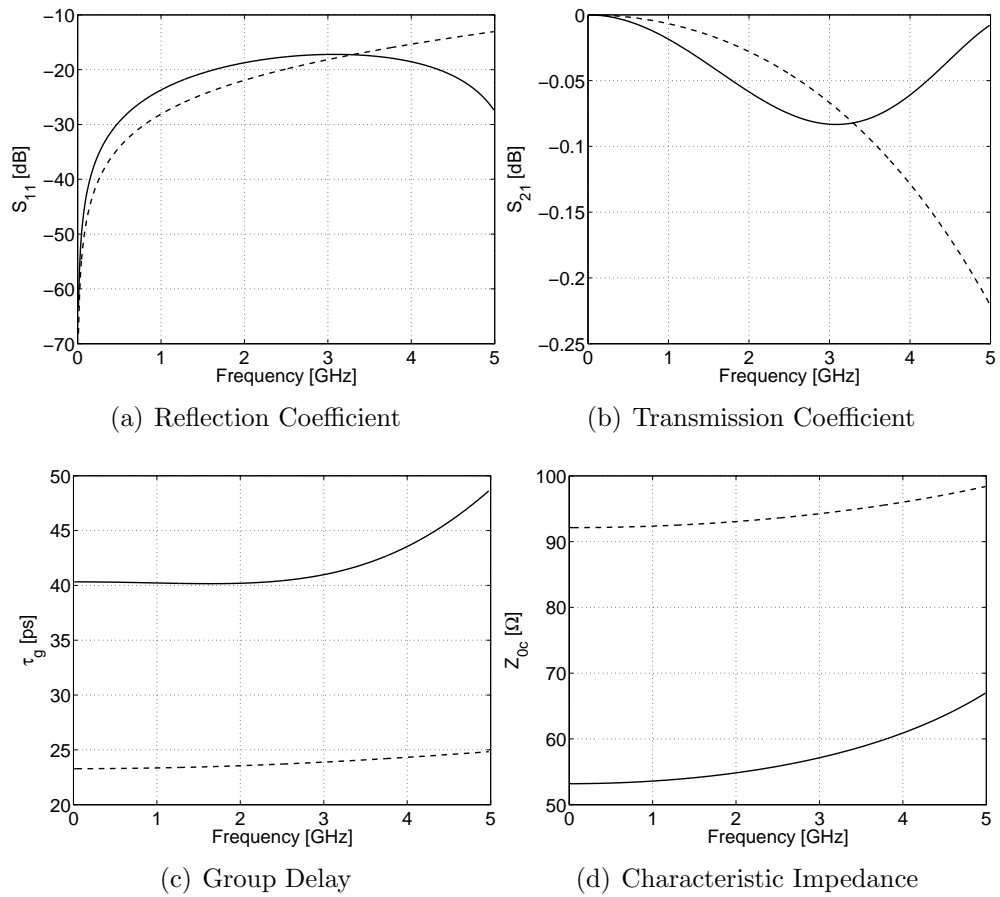 −10
−20
−30
−40
−50
−60
−70
S11 [dB]
0 1 2 3 4 5
Frequency [GHz]
(a) Reflection Coefficient
0
−0.05
−0.1
−0.15
−0.2
−0.25
S21 [dB]
0 1 2 3 4 5
Frequency [GHz]
(b) Transmission Coefficient
50
45
40
35
30
25
20
τg [ps]
0 1 2 3 4 5
Frequency [GHz]
(c) Group Delay
100
90
80
70
60
50
Z0c [Ω]
0 1 2 3 4 5
Frequency [GHz]
(d) Characteristic Impedance